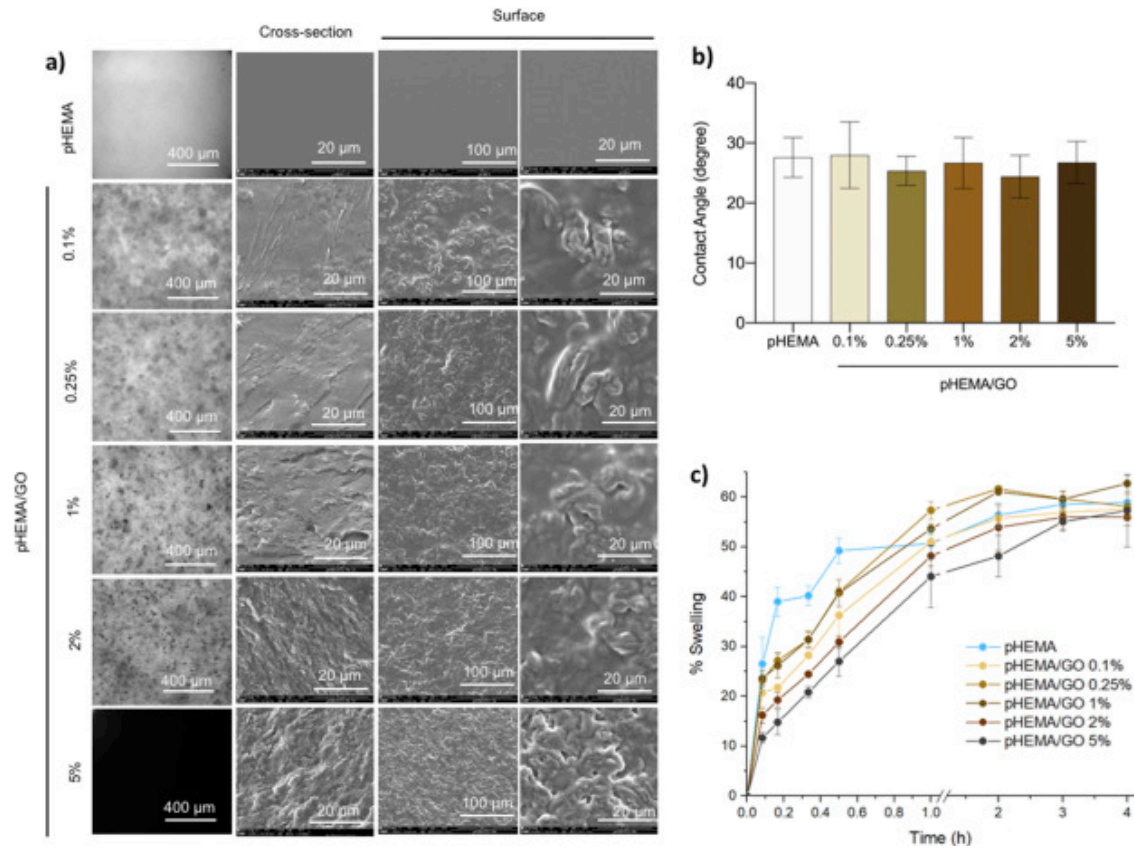 a)
Cross-section
Surface
pHEMA
400 µm
20 µm
100 µm
20 µm
pHEMA/GO
0.1%
400 µm
20 µm
100 µm
20 µm
0.25%
400 µm
20 µm
100 µm
20 µm
1%
400 µm
20 µm
100 µm
20 µm
2%
400 µm
20 µm
100 µm
20 µm
5%
400 µm
20 µm
100 µm
20 µm
b)
Contact Angle (degree)
40
30
20
10
0
pHEMA 0.1% 0.25% 1% 2% 5%
pHEMA/GO
c)
% Swelling
60
50
40
30
20
10
0
pHEMA
pHEMA/GO 0.1%
pHEMA/GO 0.25%
pHEMA/GO 1%
pHEMA/GO 2%
pHEMA/GO 5%
0.0 0.2 0.4 0.6 0.8 1.0 2 3 4
Time (h)